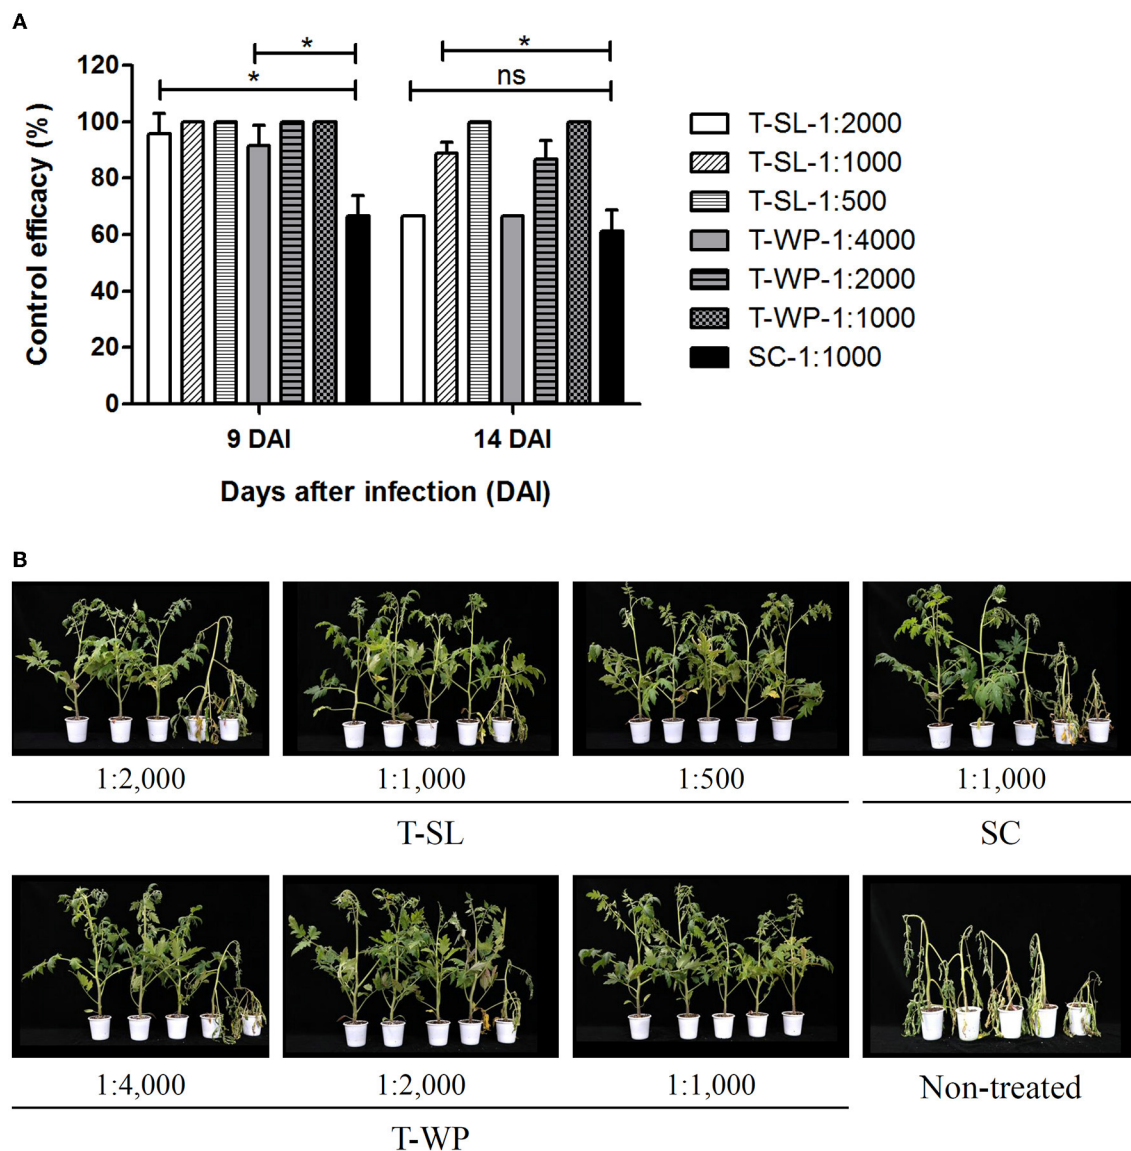 A
* *
* ns
120
100
80
60
40
20
0
Control efficacy (%)
9 DAI 14 DAI
Days after infection (DAI)
T-SL-1:2000
T-SL-1:1000
T-SL-1:500
T-WP-1:4000
T-WP-1:2000
T-WP-1:1000
SC-1:1000
B
1:2,000 1:1,000 1:500 1:1,000
T-SL SC
1:4,000 1:2,000 1:1,000 Non-treated
T-WP